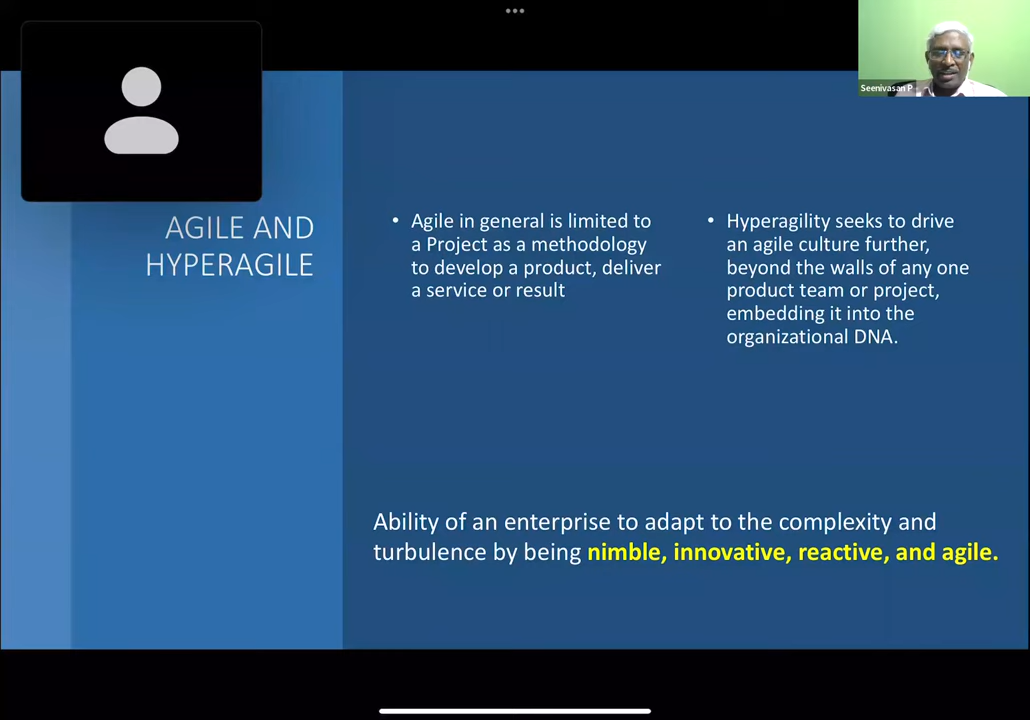 Seenivasan P
AGILE AND
HYPERAGILE
• Agile in general is limited to
a Project as a methodology
to develop a product, deliver
a service or result
• Hyperagility seeks to drive
an agile culture further,
beyond the walls of any one
product team or project,
embedding it into the
organizational DNA.
Ability of an enterprise to adapt to the complexity and
turbulence by being nimble, innovative, reactive, and agile.